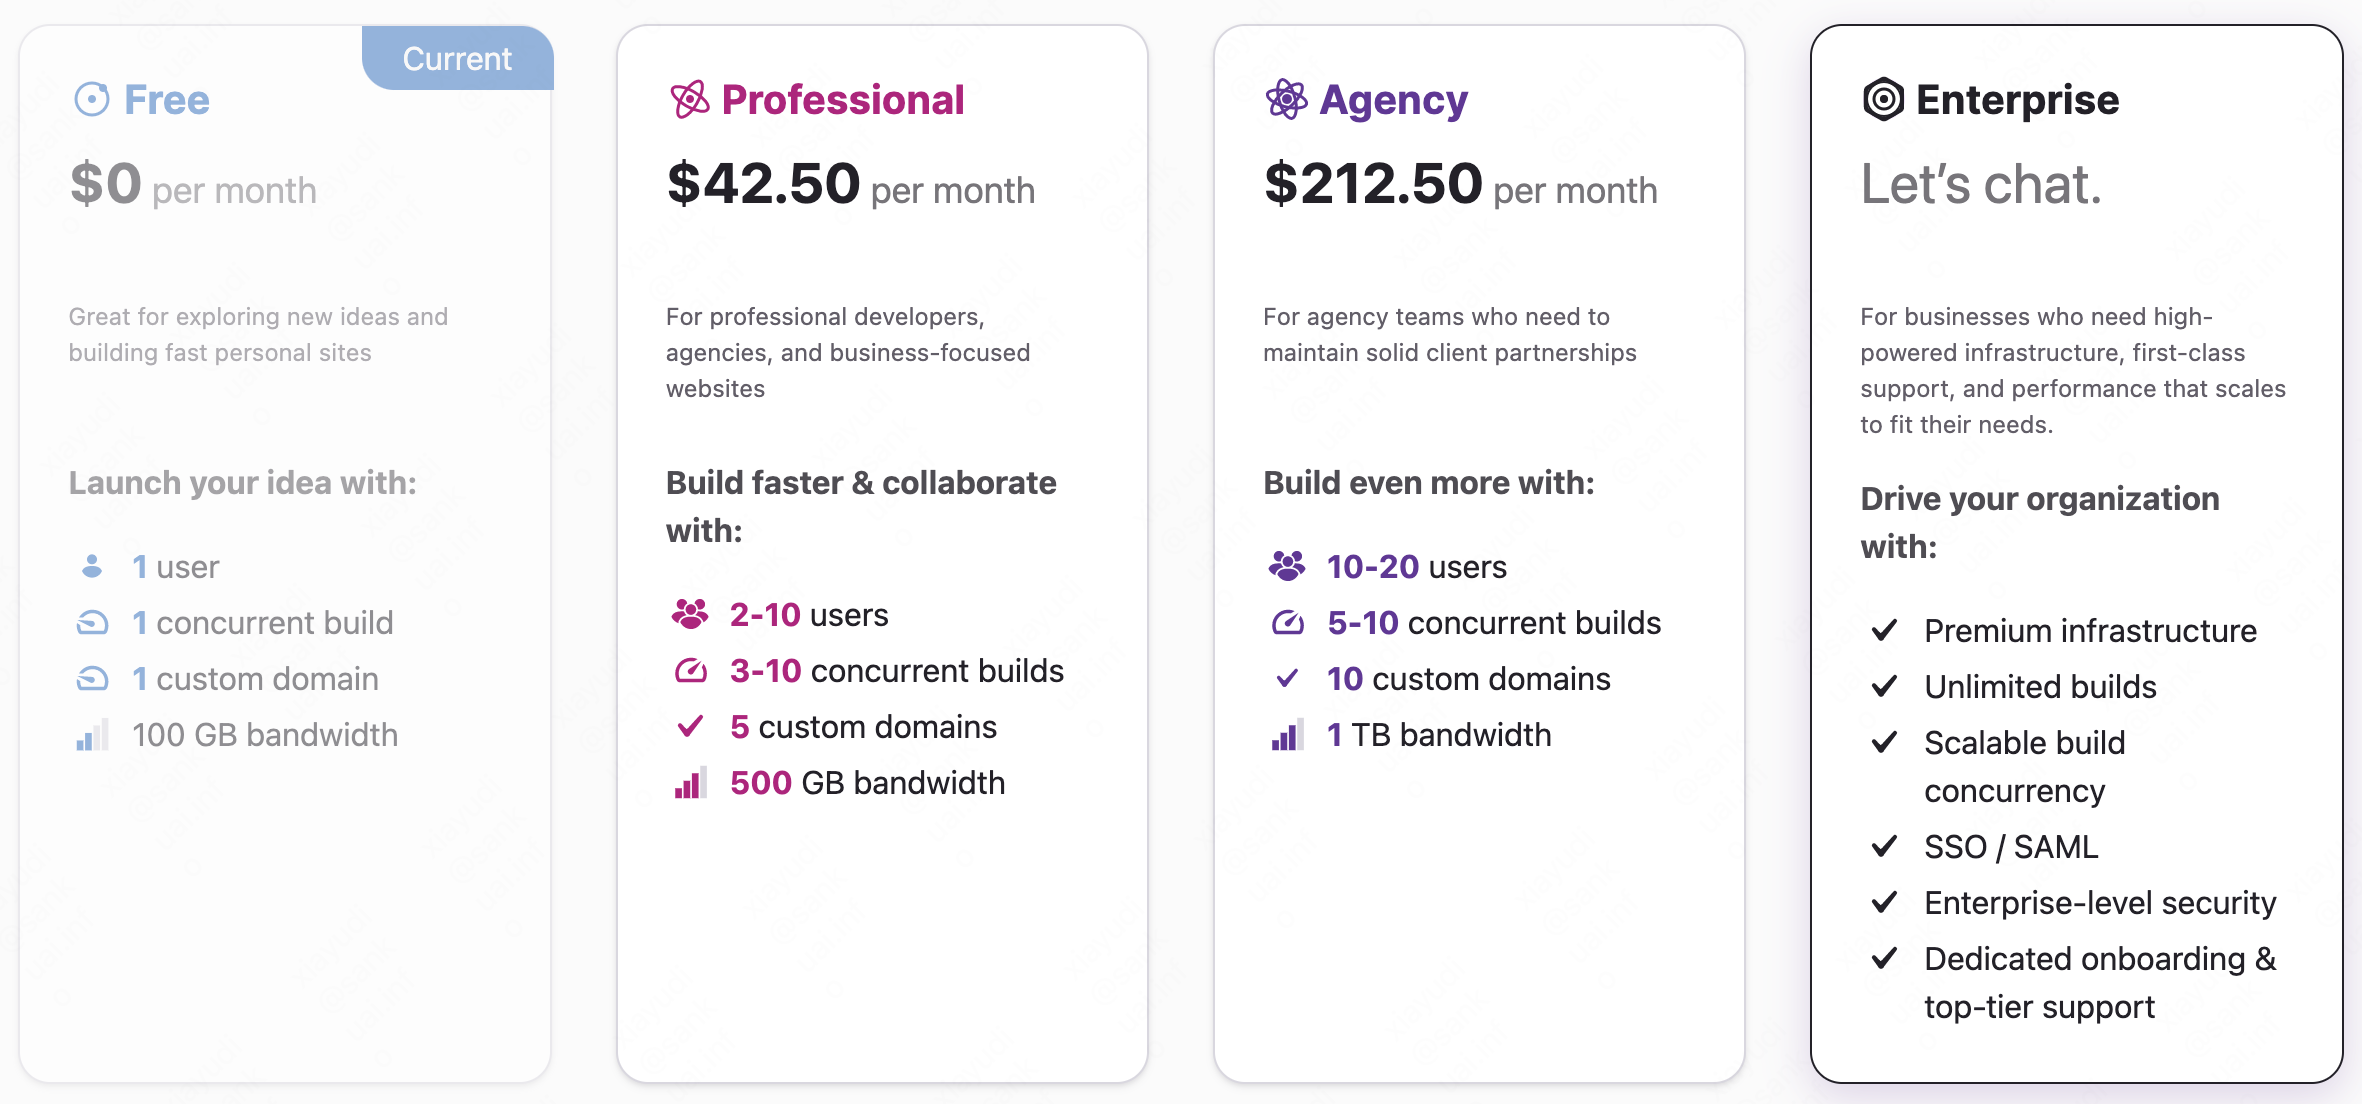 Current
Free
$0 per month
Great for exploring new ideas and
building fast personal sites
Launch your idea with:
1 user
1 concurrent build
1 custom domain
100 GB bandwidth
Professional
$42.50 per month
For professional developers,
agencies, and business-focused
websites
Build faster & collaborate
with:
2-10 users
3-10 concurrent builds
5 custom domains
500 GB bandwidth
Agency
$212.50 per month
For agency teams who need to
maintain solid client partnerships
Build even more with:
10-20 users
5-10 concurrent builds
10 custom domains
1 TB bandwidth
Enterprise
Let’s chat.
For businesses who need high-
powered infrastructure, first-class
support, and performance that scales
to fit their needs.
Drive your organization
with:
Premium infrastructure
Unlimited builds
Scalable build
concurrency
SSO / SAML
Enterprise-level security
Dedicated onboarding &
top-tier support